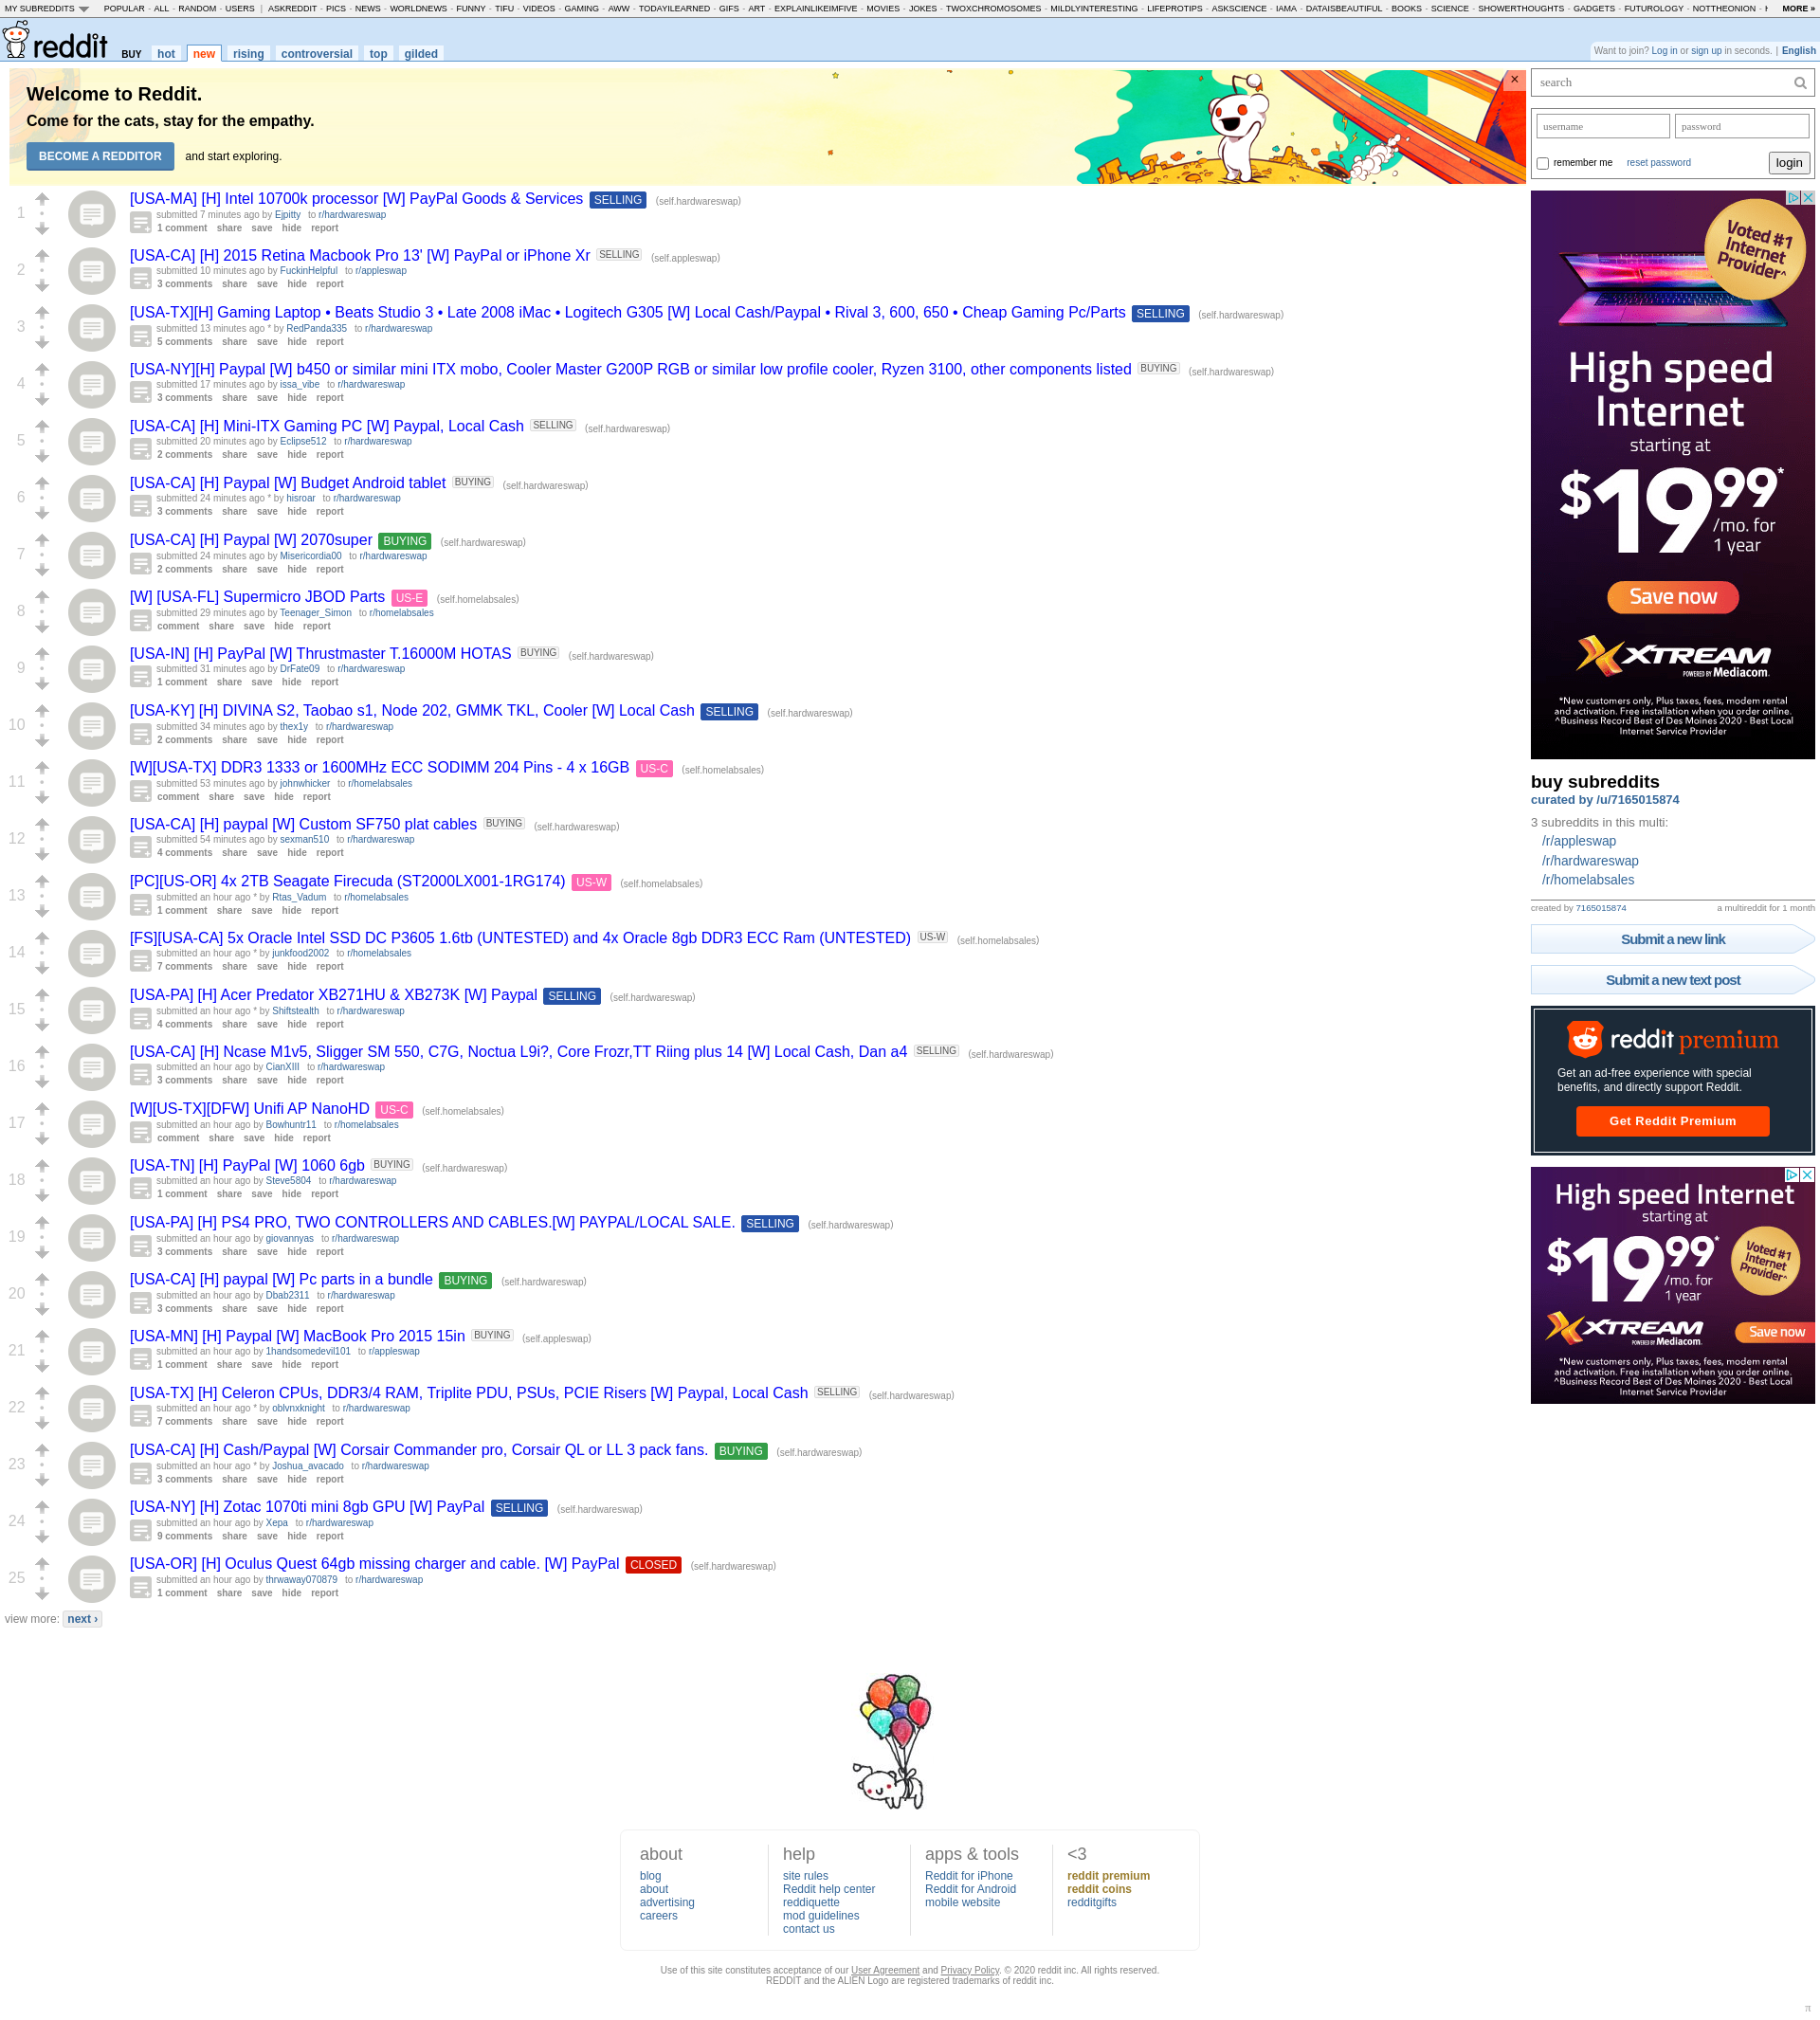 MY SUBREDDITS POPULAR - ALL - RANDOM - USERS | ASKREDDIT - PICS - NEWS - WORLDNEWS - FUNNY - TIFU - VIDEOS - GAMING - AWW - TODAYILEARNED - GIFS - ART - EXPLAINLIKEIMFIVE - MOVIES - JOKES - TWOXCHROMOSOMES - MILDLYINTERESTING - LIFEPROTIPS - ASKSCIENCE - IAMA - DATAISBEAUTIFUL - BOOKS - SCIENCE - SHOWERTHOUGHTS - GADGETS - FUTUROLOGY - NOTTHEONION - MORE »
reddit BUY hot new rising controversial top gilded
Want to join? Log in or sign up in seconds. | English
Welcome to Reddit.
Come for the cats, stay for the empathy.
BECOME A REDDITOR and start exploring.
×
1
[USA-MA] [H] Intel 10700k processor [W] PayPal Goods & Services SELLING (self.hardwareswap)
submitted 7 minutes ago by Ejpitty to r/hardwareswap
1 comment share save hide report
2
[USA-CA] [H] 2015 Retina Macbook Pro 13' [W] PayPal or iPhone Xr SELLING (self.appleswap)
submitted 10 minutes ago by FuckinHelpful to r/appleswap
3 comments share save hide report
3
[USA-TX][H] Gaming Laptop • Beats Studio 3 • Late 2008 iMac • Logitech G305 [W] Local Cash/Paypal • Rival 3, 600, 650 • Cheap Gaming Pc/Parts SELLING (self.hardwareswap)
submitted 13 minutes ago * by RedPanda335 to r/hardwareswap
5 comments share save hide report
4
[USA-NY][H] Paypal [W] b450 or similar mini ITX mobo, Cooler Master G200P RGB or similar low profile cooler, Ryzen 3100, other components listed BUYING (self.hardwareswap)
submitted 17 minutes ago by issa_vibe to r/hardwareswap
3 comments share save hide report
5
[USA-CA] [H] Mini-ITX Gaming PC [W] Paypal, Local Cash SELLING (self.hardwareswap)
submitted 20 minutes ago by Eclipse512 to r/hardwareswap
2 comments share save hide report
6
[USA-CA] [H] Paypal [W] Budget Android tablet BUYING (self.hardwareswap)
submitted 24 minutes ago * by hisroar to r/hardwareswap
3 comments share save hide report
7
[USA-CA] [H] Paypal [W] 2070super BUYING (self.hardwareswap)
submitted 24 minutes ago by Misericordia00 to r/hardwareswap
2 comments share save hide report
8
[W] [USA-FL] Supermicro JBOD Parts US-E (self.homelabsales)
submitted 29 minutes ago by Teenager_Simon to r/homelabsales
comment share save hide report
9
[USA-IN] [H] PayPal [W] Thrustmaster T.16000M HOTAS BUYING (self.hardwareswap)
submitted 31 minutes ago by DrFate09 to r/hardwareswap
1 comment share save hide report
10
[USA-KY] [H] DIVINA S2, Taobao s1, Node 202, GMMK TKL, Cooler [W] Local Cash SELLING (self.hardwareswap)
submitted 34 minutes ago by thex1y to r/hardwareswap
2 comments share save hide report
11
[W][USA-TX] DDR3 1333 or 1600MHz ECC SODIMM 204 Pins - 4 x 16GB US-C (self.homelabsales)
submitted 53 minutes ago by johnwhicker to r/homelabsales
comment share save hide report
12
[USA-CA] [H] paypal [W] Custom SF750 plat cables BUYING (self.hardwareswap)
submitted 54 minutes ago by sexman510 to r/hardwareswap
4 comments share save hide report
13
[PC][US-OR] 4x 2TB Seagate Firecuda (ST2000LX001-1RG174) US-W (self.homelabsales)
submitted an hour ago * by Rtas_Vadum to r/homelabsales
1 comment share save hide report
14
[FS][USA-CA] 5x Oracle Intel SSD DC P3605 1.6tb (UNTESTED) and 4x Oracle 8gb DDR3 ECC Ram (UNTESTED) US-W (self.homelabsales)
submitted an hour ago * by junkfood2002 to r/homelabsales
7 comments share save hide report
15
[USA-PA] [H] Acer Predator XB271HU & XB273K [W] Paypal SELLING (self.hardwareswap)
submitted an hour ago * by Shiftstealth to r/hardwareswap
4 comments share save hide report
16
[USA-CA] [H] Ncase M1v5, Sligger SM 550, C7G, Noctua L9i?, Core Frozr,TT Riing plus 14 [W] Local Cash, Dan a4 SELLING (self.hardwareswap)
submitted an hour ago by CianXIII to r/hardwareswap
3 comments share save hide report
17
[W][US-TX][DFW] Unifi AP NanoHD US-C (self.homelabsales)
submitted an hour ago by Bowhuntr11 to r/homelabsales
comment share save hide report
18
[USA-TN] [H] PayPal [W] 1060 6gb BUYING (self.hardwareswap)
submitted an hour ago by Steve5804 to r/hardwareswap
1 comment share save hide report
19
[USA-PA] [H] PS4 PRO, TWO CONTROLLERS AND CABLES.[W] PAYPAL/LOCAL SALE. SELLING (self.hardwareswap)
submitted an hour ago by giovannyas to r/hardwareswap
3 comments share save hide report
20
[USA-CA] [H] paypal [W] Pc parts in a bundle BUYING (self.hardwareswap)
submitted an hour ago by Dbab2311 to r/hardwareswap
3 comments share save hide report
21
[USA-MN] [H] Paypal [W] MacBook Pro 2015 15in BUYING (self.appleswap)
submitted an hour ago by 1handsomedevil101 to r/appleswap
1 comment share save hide report
22
[USA-TX] [H] Celeron CPUs, DDR3/4 RAM, Triplite PDU, PSUs, PCIE Risers [W] Paypal, Local Cash SELLING (self.hardwareswap)
submitted an hour ago * by oblvnxknight to r/hardwareswap
7 comments share save hide report
23
[USA-CA] [H] Cash/Paypal [W] Corsair Commander pro, Corsair QL or LL 3 pack fans. BUYING (self.hardwareswap)
submitted an hour ago * by Joshua_avacado to r/hardwareswap
3 comments share save hide report
24
[USA-NY] [H] Zotac 1070ti mini 8gb GPU [W] PayPal SELLING (self.hardwareswap)
submitted an hour ago by Xepa to r/hardwareswap
9 comments share save hide report
25
[USA-OR] [H] Oculus Quest 64gb missing charger and cable. [W] PayPal CLOSED (self.hardwareswap)
submitted an hour ago by thrwaway070879 to r/hardwareswap
1 comment share save hide report
view more: next ›
search
username password
remember me reset password login
Voted #1
Internet
Provider^
High speed
Internet
starting at
$1999*
/mo. for
1 year
Save now
XTREAM
POWERED BY Mediacom.
*New customers only, Plus taxes, fees, modem rental
and activation. Free installation when you order online.
^Business Record Best of Des Moines 2020 - Best Local
Internet Service Provider
buy subreddits
curated by /u/7165015874
3 subreddits in this multi:
/r/appleswap
/r/hardwareswap
/r/homelabsales
created by 7165015874 a multireddit for 1 month
Submit a new link
Submit a new text post
reddit premium
Get an ad-free experience with special
benefits, and directly support Reddit.
Get Reddit Premium
High speed Internet
starting at
$1999*
/mo. for
1 year
Voted #1
Internet
Provider^
XTREAM
POWERED BY Mediacom.
Save now
*New customers only, Plus taxes, fees, modem rental
and activation. Free installation when you order online.
^Business Record Best of Des Moines 2020 - Best Local
Internet Service Provider
about
blog
about
advertising
careers
help
site rules
Reddit help center
reddiquette
mod guidelines
contact us
apps & tools
Reddit for iPhone
Reddit for Android
mobile website
<3
reddit premium
reddit coins
redditgifts
Use of this site constitutes acceptance of our User Agreement and Privacy Policy. © 2020 reddit inc. All rights reserved.
REDDIT and the ALIEN Logo are registered trademarks of reddit inc.
π